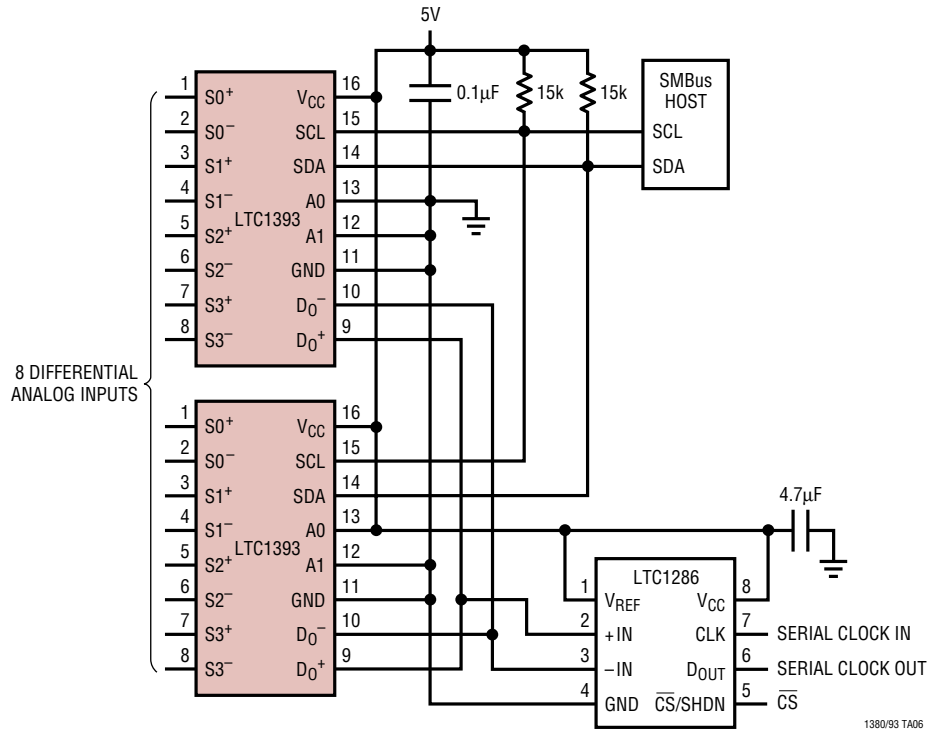 5V
0.1µF
15k
15k
SMBus
HOST
SCL
SDA
1
2
3
4
5
6
7
8
S0+
S0−
S1+
S1−
S2+
S2−
S3+
S3−
LTC1393
VCC
SCL
SDA
A0
A1
GND
DO−
DO+
16
15
14
13
12
11
10
9
8 DIFFERENTIAL
ANALOG INPUTS
1
2
3
4
5
6
7
8
S0+
S0−
S1+
S1−
S2+
S2−
S3+
S3−
LTC1393
VCC
SCL
SDA
A0
A1
GND
DO−
DO+
16
15
14
13
12
11
10
9
4.7µF
LTC1286
1
2
3
4
VREF
+IN
−IN
GND
VCC
CLK
DOUT
CS/SHDN
8
7
6
5
SERIAL CLOCK IN
SERIAL CLOCK OUT
CS
1380/93 TA06